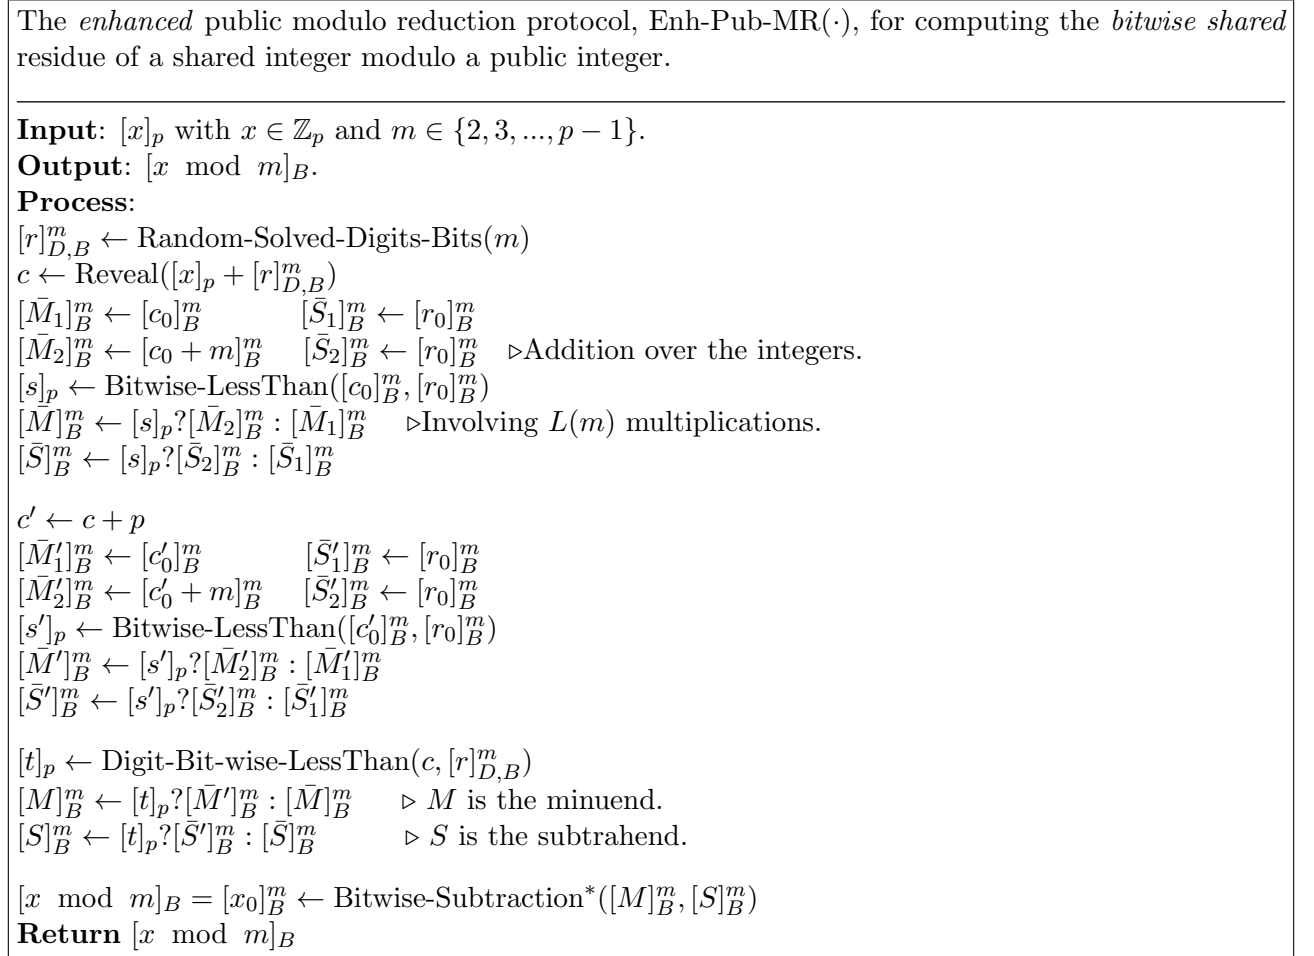 The enhanced public modulo reduction protocol, Enh-Pub-MR(·), for computing the bitwise shared
residue of a shared integer modulo a public integer.
Input: [x]_p with x ∈ ℤ_p and m ∈ {2, 3, ..., p − 1}.
Output: [x mod m]_B.
Process:
[r]^m_{D,B} ← Random-Solved-Digits-Bits(m)
c ← Reveal([x]_p + [r]^m_{D,B})
[M̄_1]^m_B ← [c_0]^m_B [S̄_1]^m_B ← [r_0]^m_B
[M̄_2]^m_B ← [c_0 + m]^m_B [S̄_2]^m_B ← [r_0]^m_B ▹Addition over the integers.
[s]_p ← Bitwise-LessThan([c_0]^m_B, [r_0]^m_B)
[M̄]^m_B ← [s]_p?[M̄_2]^m_B : [M̄_1]^m_B ▹Involving L(m) multiplications.
[S̄]^m_B ← [s]_p?[S̄_2]^m_B : [S̄_1]^m_B
c′ ← c + p
[M̄′_1]^m_B ← [c′_0]^m_B [S̄′_1]^m_B ← [r_0]^m_B
[M̄′_2]^m_B ← [c′_0 + m]^m_B [S̄′_2]^m_B ← [r_0]^m_B
[s′]_p ← Bitwise-LessThan([c′_0]^m_B, [r_0]^m_B)
[M̄′]^m_B ← [s′]_p?[M̄′_2]^m_B : [M̄′_1]^m_B
[S̄′]^m_B ← [s′]_p?[S̄′_2]^m_B : [S̄′_1]^m_B
[t]_p ← Digit-Bit-wise-LessThan(c, [r]^m_{D,B})
[M]^m_B ← [t]_p?[M̄′]^m_B : [M̄]^m_B ▹ M is the minuend.
[S]^m_B ← [t]_p?[S̄′]^m_B : [S̄]^m_B ▹ S is the subtrahend.
[x mod m]_B = [x_0]^m_B ← Bitwise-Subtraction*([M]^m_B, [S]^m_B)
Return [x mod m]_B